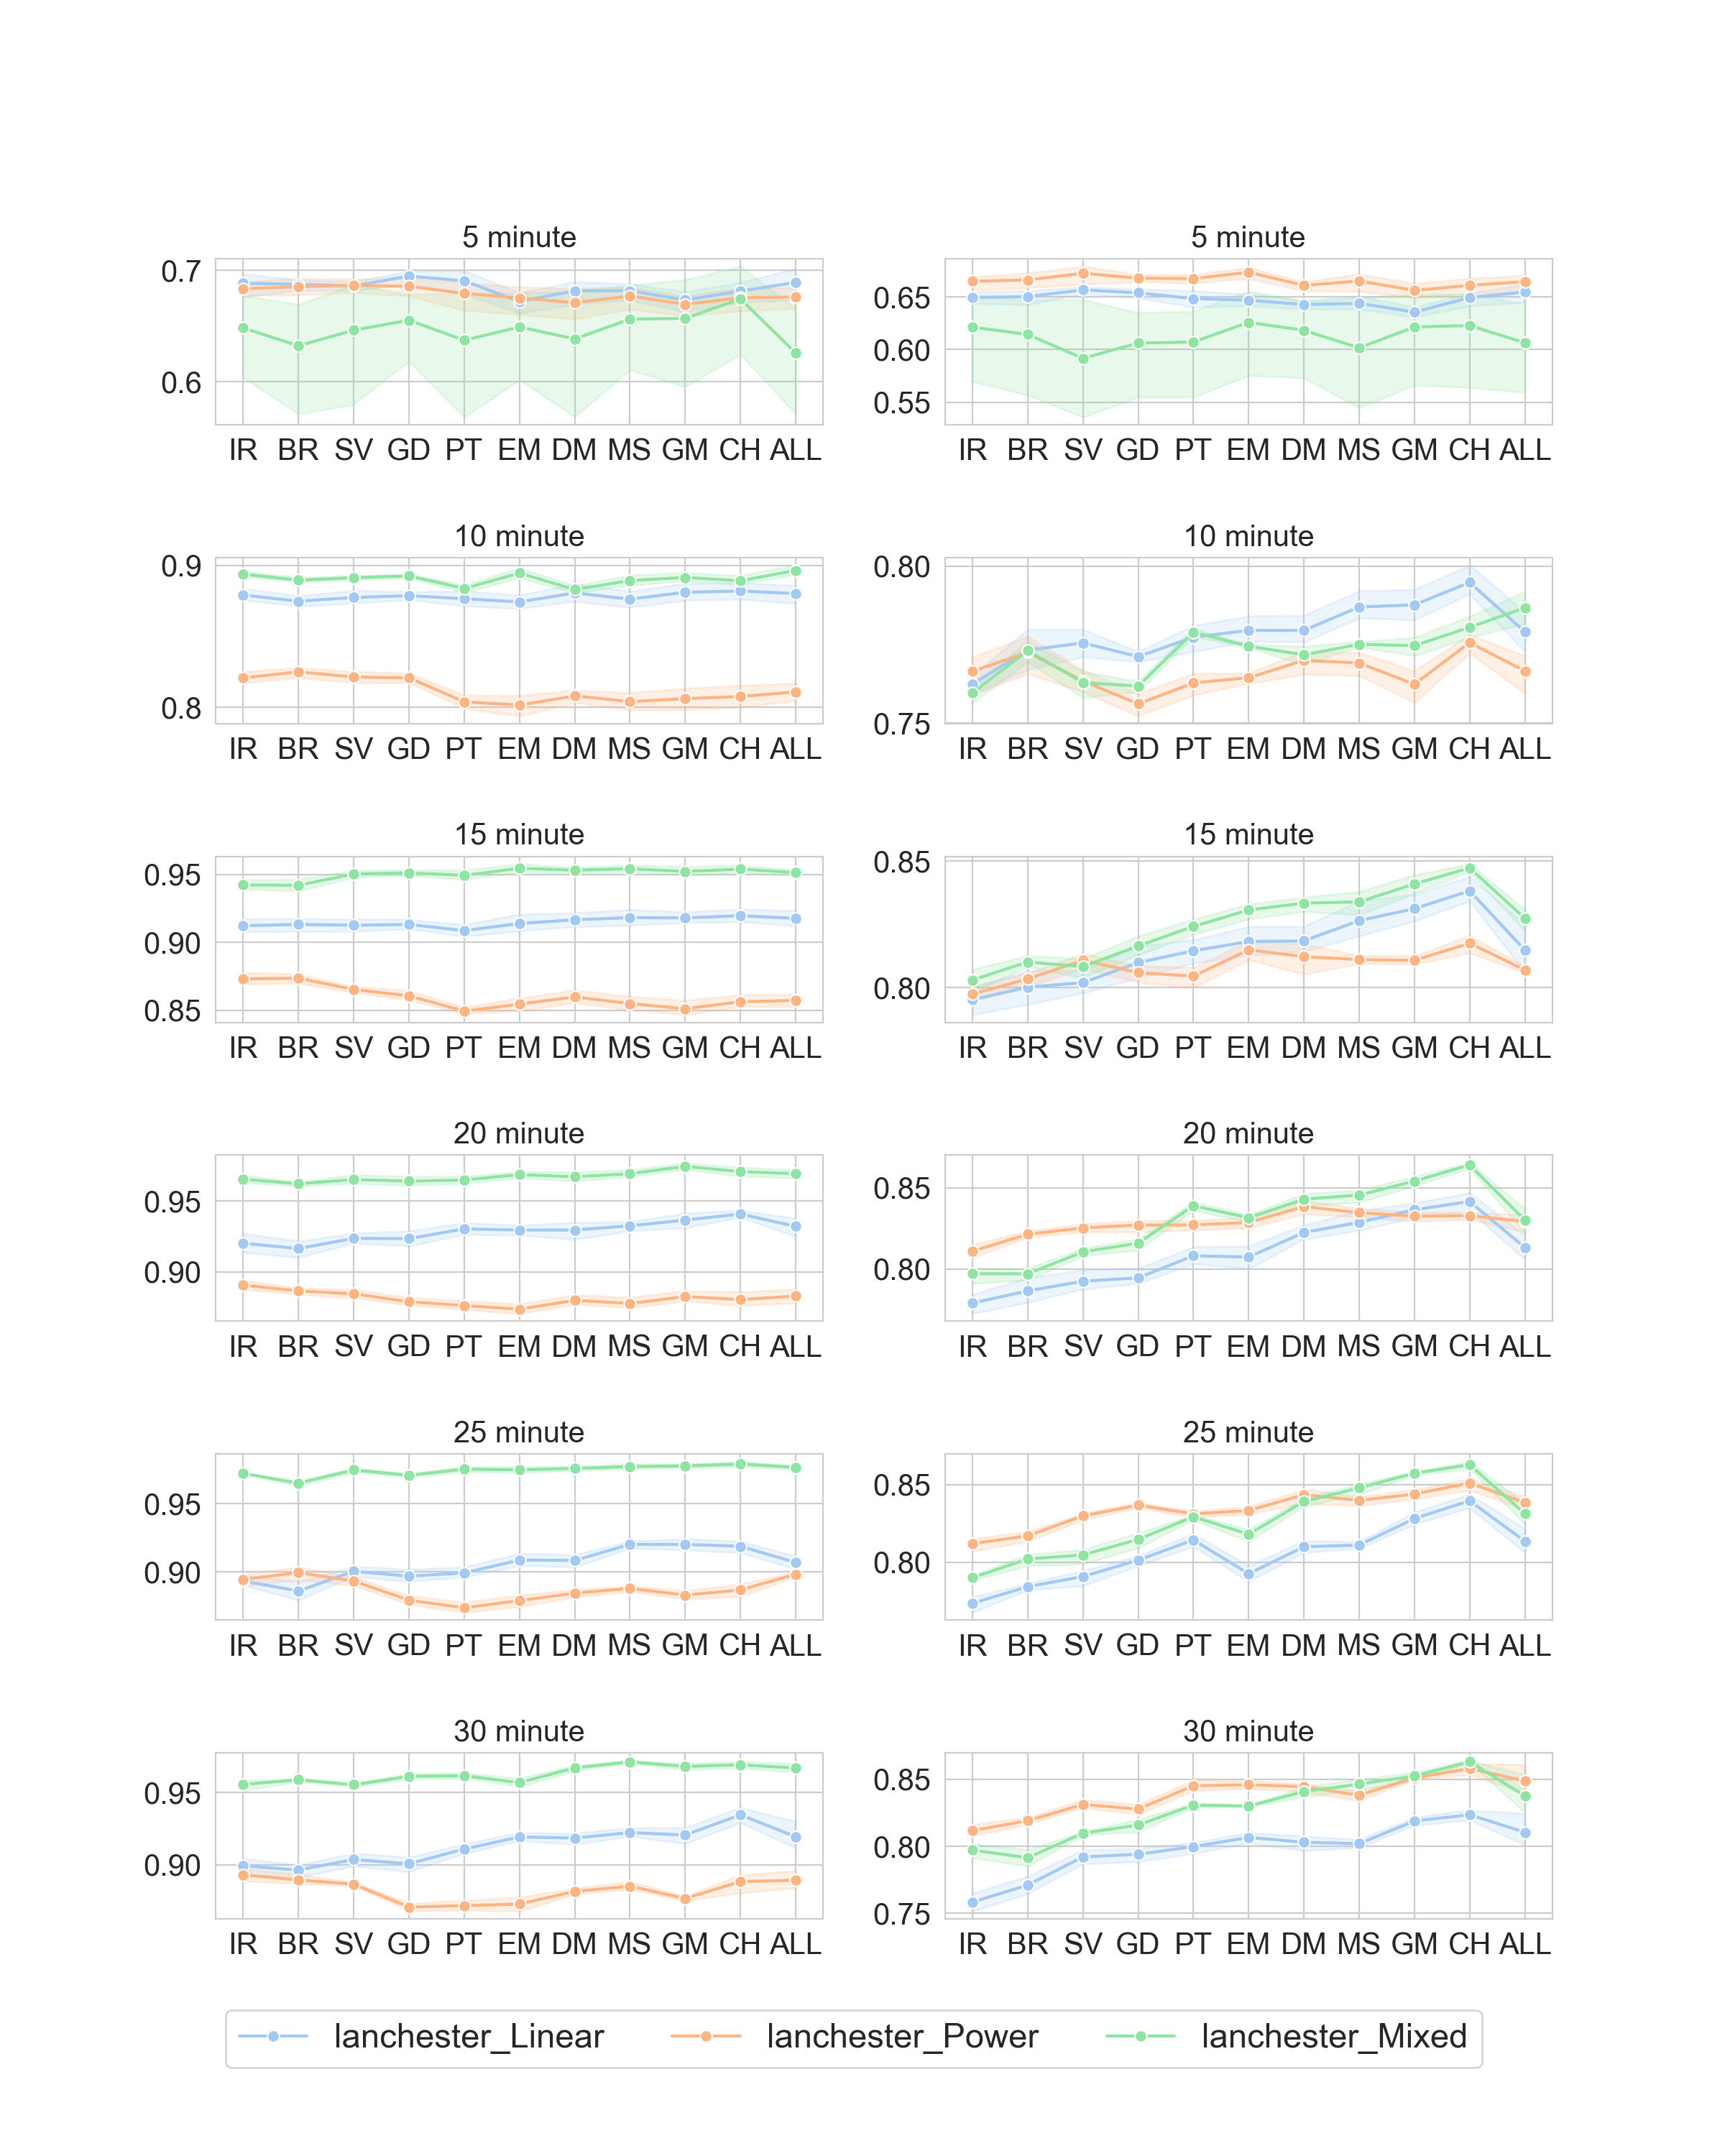 5 minute
0.7
0.6
IR BR SV GD PT EM DM MS GM CH ALL
5 minute
0.65
0.60
0.55
IR BR SV GD PT EM DM MS GM CH ALL
10 minute
0.9
0.8
IR BR SV GD PT EM DM MS GM CH ALL
10 minute
0.80
0.75
IR BR SV GD PT EM DM MS GM CH ALL
15 minute
0.95
0.90
0.85
IR BR SV GD PT EM DM MS GM CH ALL
15 minute
0.85
0.80
IR BR SV GD PT EM DM MS GM CH ALL
20 minute
0.95
0.90
IR BR SV GD PT EM DM MS GM CH ALL
20 minute
0.85
0.80
IR BR SV GD PT EM DM MS GM CH ALL
25 minute
0.95
0.90
IR BR SV GD PT EM DM MS GM CH ALL
25 minute
0.85
0.80
IR BR SV GD PT EM DM MS GM CH ALL
30 minute
0.95
0.90
IR BR SV GD PT EM DM MS GM CH ALL
30 minute
0.85
0.80
0.75
IR BR SV GD PT EM DM MS GM CH ALL
lanchester_Linear lanchester_Power lanchester_Mixed